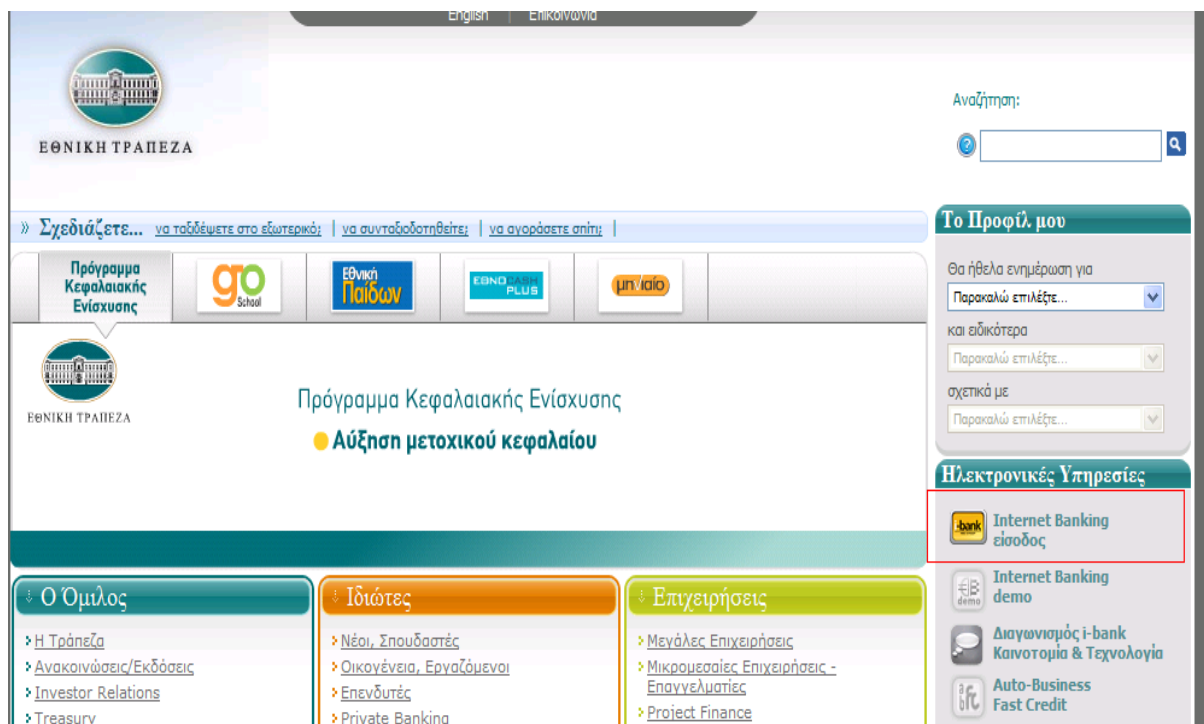 English | Επικοινωνία
ΕΘΝΙΚΗ ΤΡΑΠΕΖΑ
Αναζήτηση:
» Σχεδιάζετε... να ταξιδέψετε στο εξωτερικό; | να συνταξιοδοτηθείτε; | να αγοράσετε σπίτι; |
Πρόγραμμα
Κεφαλαιακής
Ενίσχυσης
go
School
Εθνική
Παίδων
ΕΘΝΟCASH
PLUS
μηνιαίο
ΕΘΝΙΚΗ ΤΡΑΠΕΖΑ
Πρόγραμμα Κεφαλαιακής Ενίσχυσης
Αύξηση μετοχικού κεφαλαίου
Το Προφίλ μου
Θα ήθελα ενημέρωση για
Παρακαλώ επιλέξτε...
και ειδικότερα
Παρακαλώ επιλέξτε...
σχετικά με
Παρακαλώ επιλέξτε...
Ηλεκτρονικές Υπηρεσίες
i-bank
Internet Banking
είσοδος
demo
Internet Banking
demo
Διαγωνισμός i-bank
Καινοτομία & Τεχνολογία
Auto-Business
Fast Credit
Ο Όμιλος
Η Τράπεζα
Ανακοινώσεις/Εκδόσεις
Investor Relations
Treasury
Ιδιώτες
Νέοι, Σπουδαστές
Οικογένεια, Εργαζόμενοι
Επενδυτές
Private Banking
Επιχειρήσεις
Μεγάλες Επιχειρήσεις
Μικρομεσαίες Επιχειρήσεις -
Επαγγελματίες
Project Finance